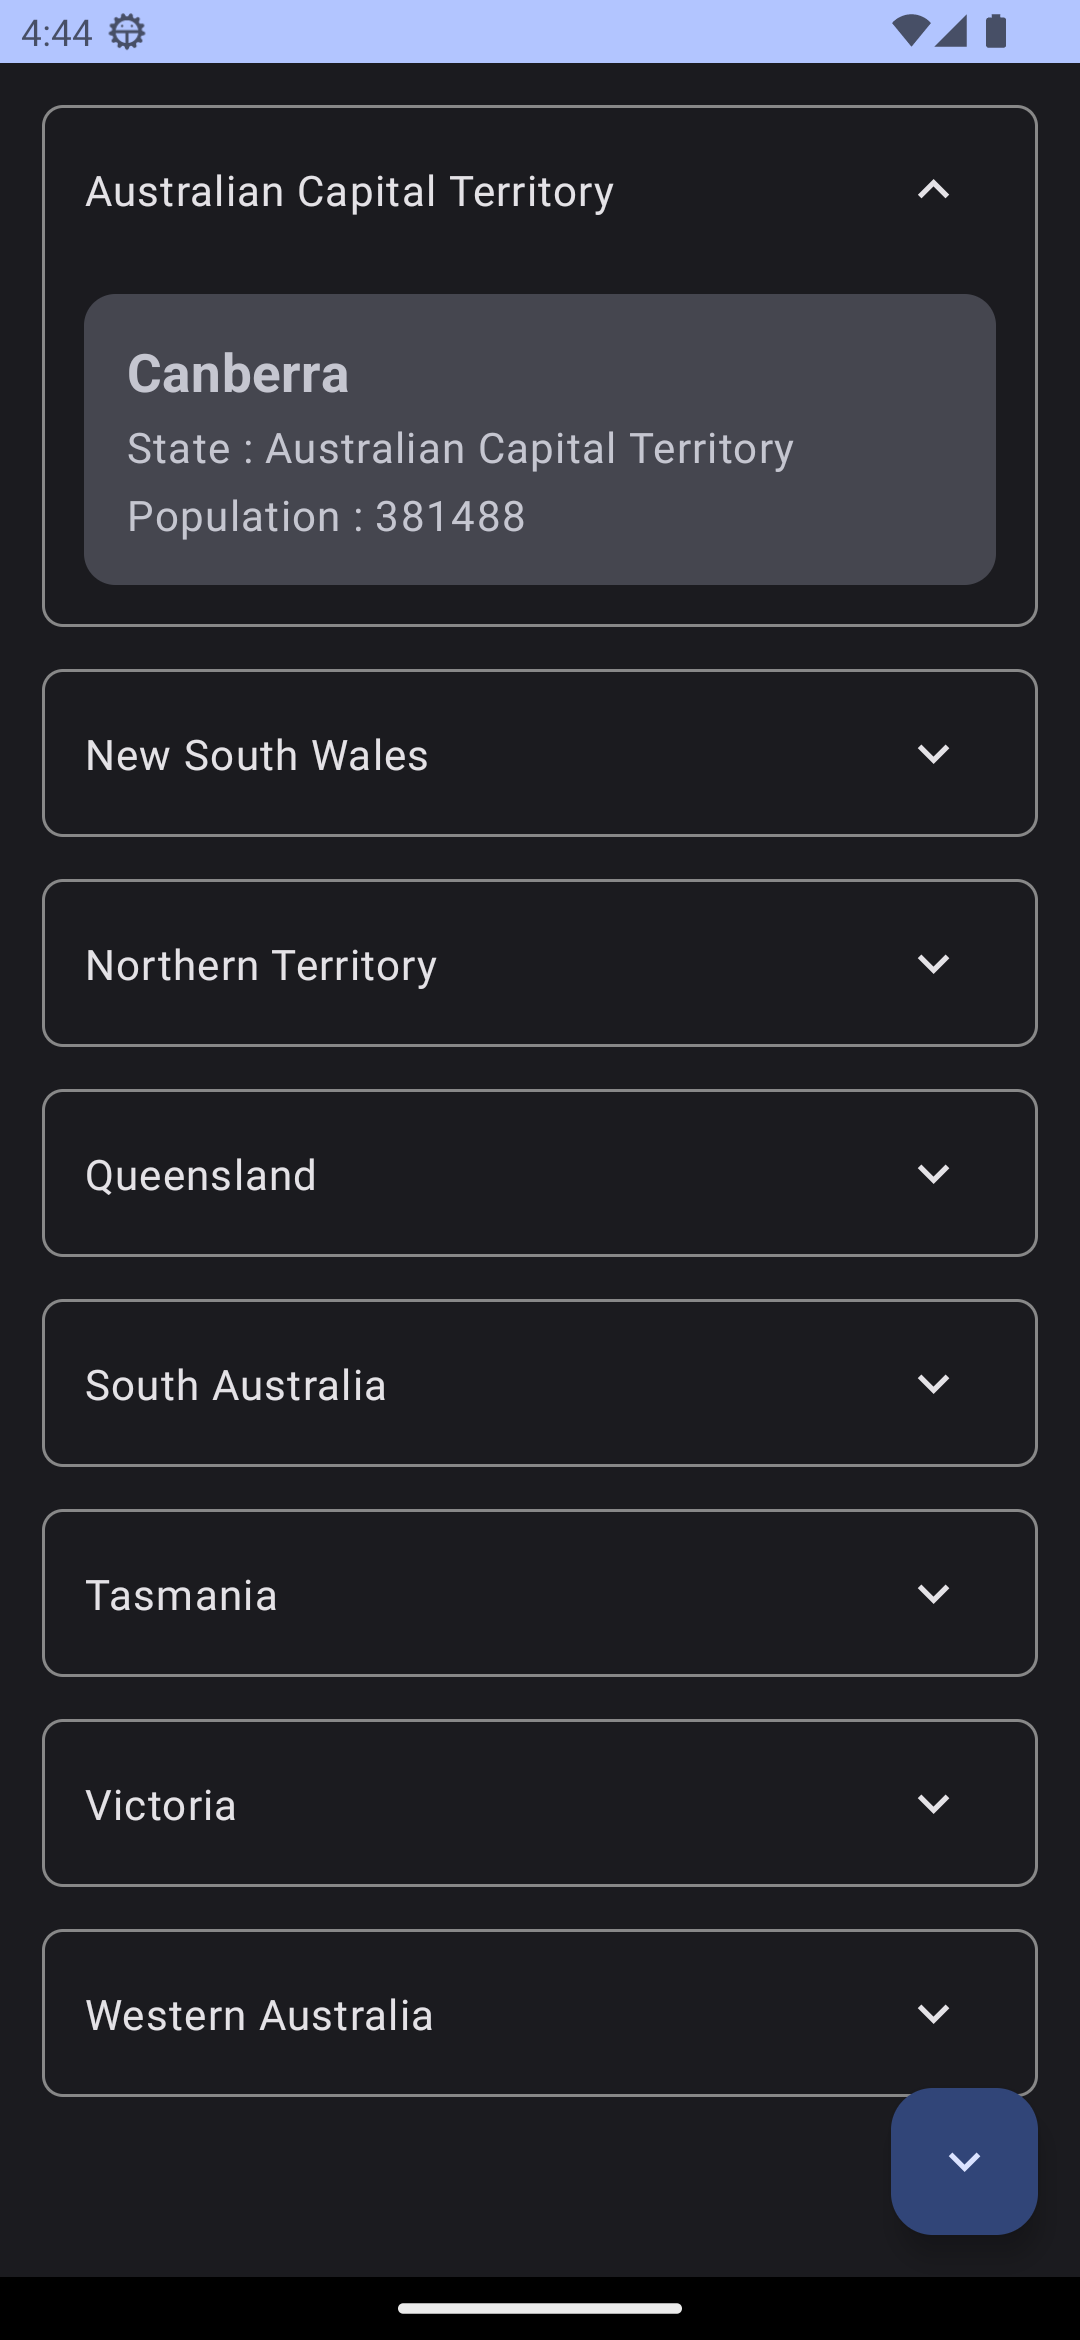 4:44
Australian Capital Territory
Canberra
State : Australian Capital Territory
Population : 381488
New South Wales
Northern Territory
Queensland
South Australia
Tasmania
Victoria
Western Australia